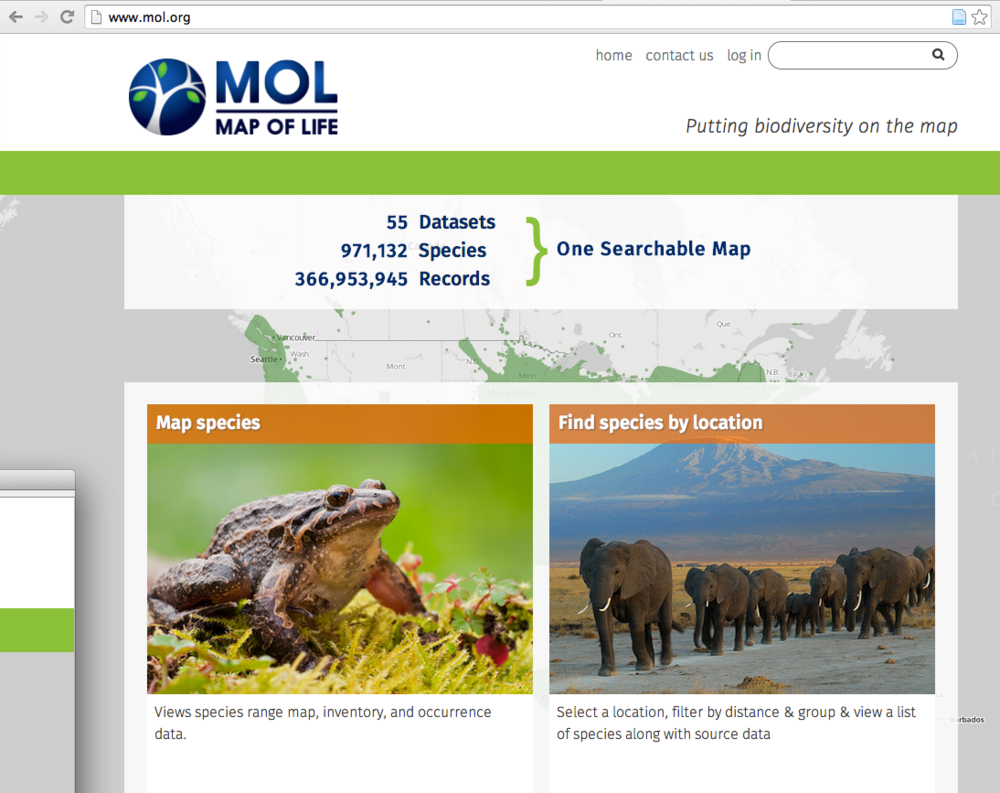 www.mol.org
home contact us log in
MOL
MAP OF LIFE
Putting biodiversity on the map
55 Datasets
971,132 Species
366,953,945 Records
One Searchable Map
Vancouver
Seattle
Wash.
Mont.
N.D.
Minn.
Ont.
Que.
N.B.
P.E.I.
Map species
Find species by location
Views species range map, inventory, and occurrence
data.
Select a location, filter by distance & group & view a list
of species along with source data
Barbados